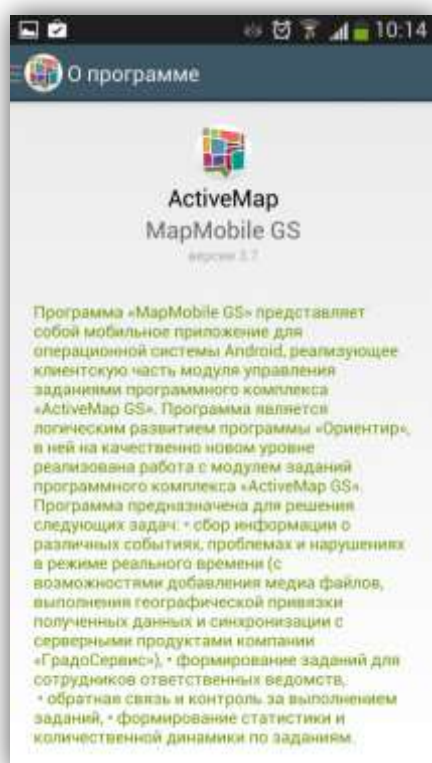 10:14
О программе
ActiveMap
MapMobile GS
версия 3.7
Программа «MapMobile GS» представляет
собой мобильное приложение для
операционной системы Android, реализующее
клиентскую часть модуля управления
заданиями программного комплекса
«ActiveMap GS». Программа является
логическим развитием программы «Ориентир»,
в ней на качественно новом уровне
реализована работа с модулем заданий
программного комплекса «ActiveMap GS».
Программа предназначена для решения
следующих задач: • сбор информации о
различных событиях, проблемах и нарушениях
в режиме реального времени (с
возможностями добавления медиа файлов,
выполнения географической привязки
полученных данных и синхронизации с
серверными продуктами компании
«ГрадоСервис»), • формирование заданий для
сотрудников ответственных ведомств,
• обратная связь и контроль за выполнением
заданий, • формирование статистики и
количественной динамики по заданиям.